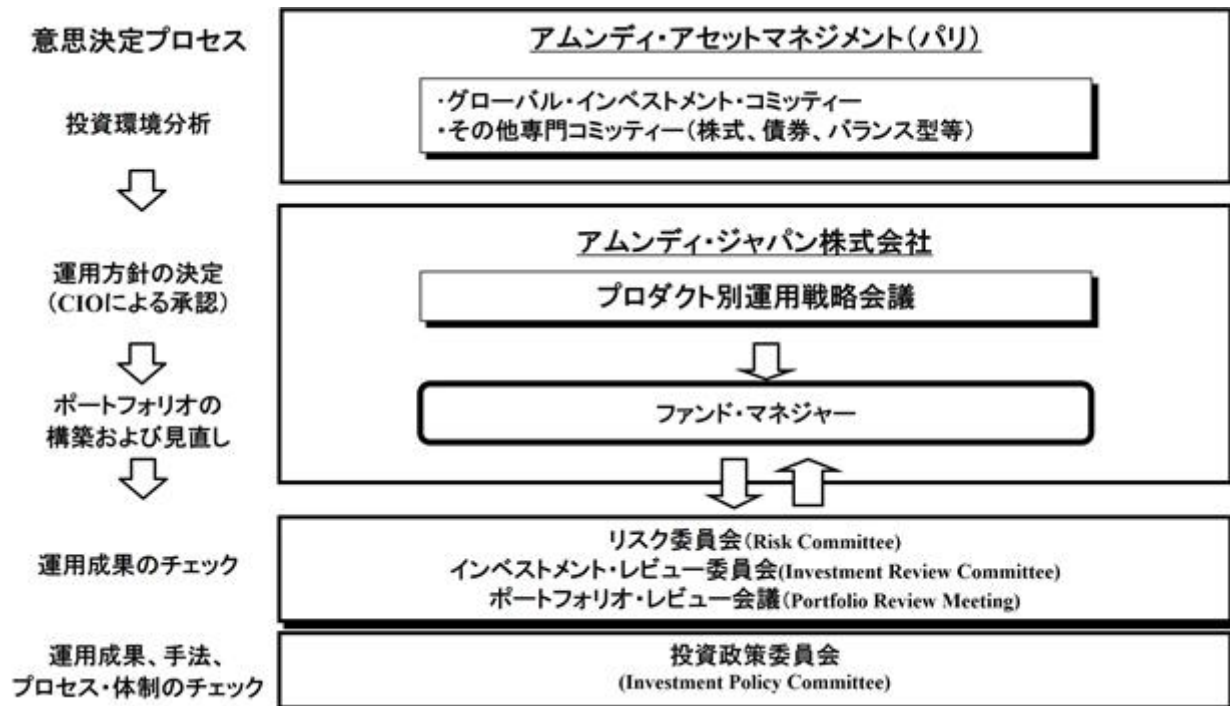 意思決定プロセス
アムンディ・アセットマネジメント(パリ)
投資環境分析
・グローバル・インベストメント・コミッティー
・その他専門コミッティー(株式、債券、バランス型等)
アムンディ・ジャパン株式会社
運用方針の決定
(CIOによる承認)
プロダクト別運用戦略会議
ポートフォリオの
構築および見直し
ファンド・マネジャー
運用成果のチェック
リスク委員会(Risk Committee)
インベストメント・レビュー委員会(Investment Review Committee)
ポートフォリオ・レビュー会議(Portfolio Review Meeting)
運用成果、手法、
プロセス・体制のチェック
投資政策委員会
(Investment Policy Committee)